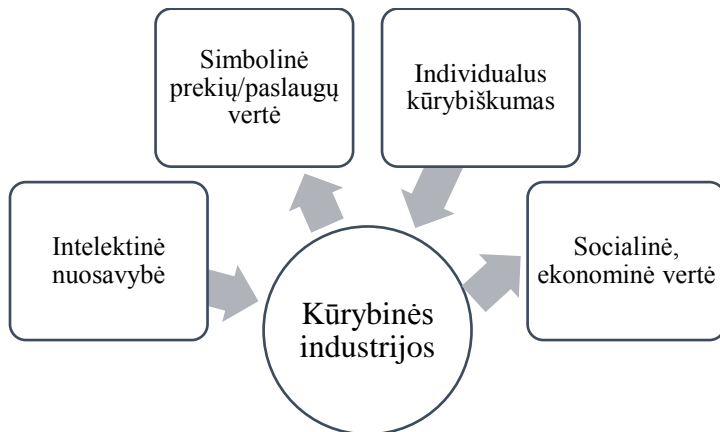 Simbolinė
prekių/paslaugų
vertė
Individualus
kūrybiškumas
Intelektinė
nuosavybė
Socialinė,
ekonominė vertė
Kūrybinės
industrijos